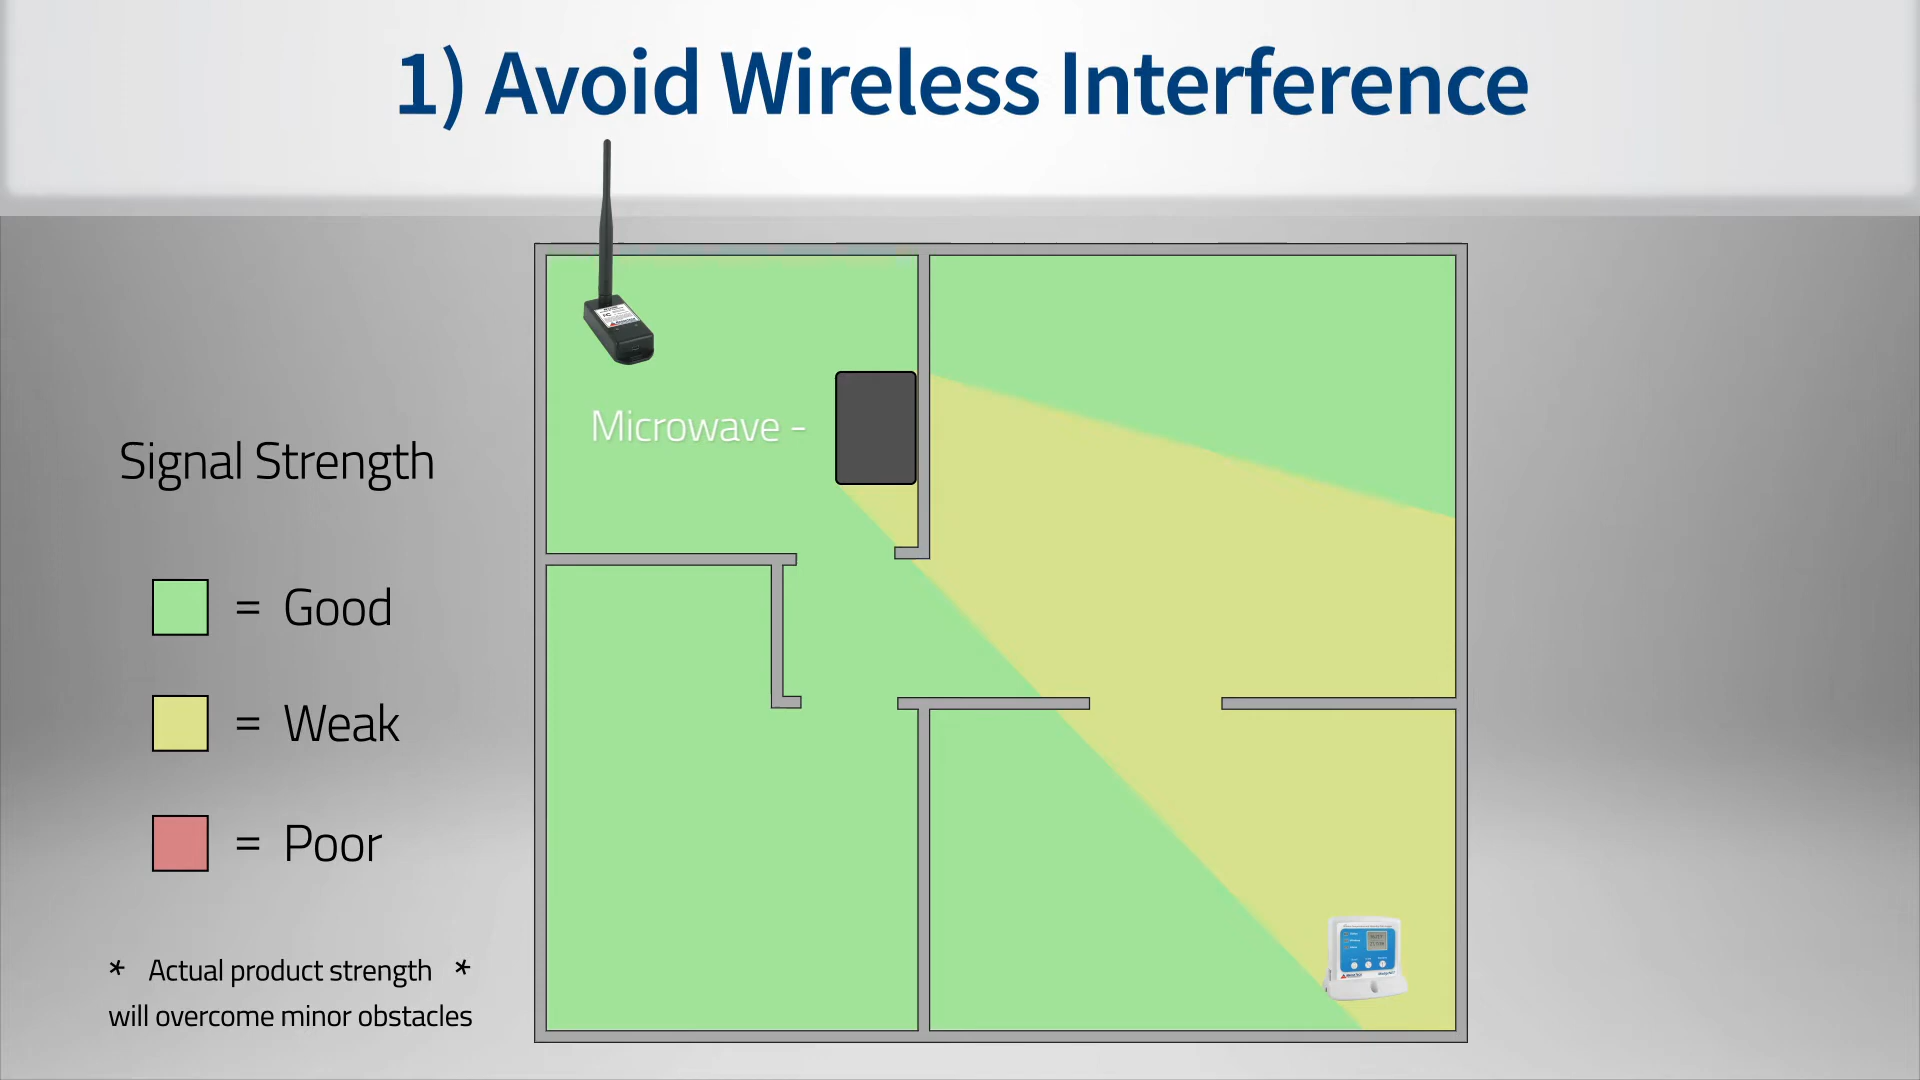 1) Avoid Wireless Interference
Microwave -
Signal Strength
= Good
= Weak
= Poor
* Actual product strength *
will overcome minor obstacles